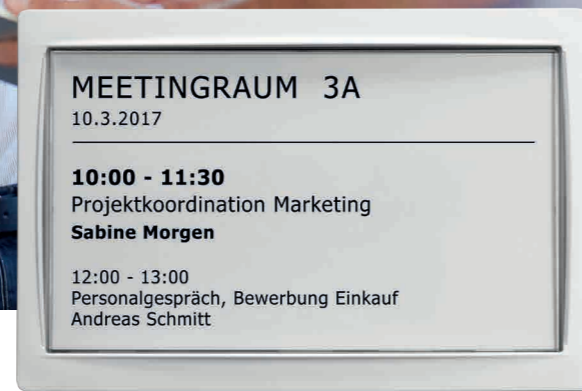 MEETINGRAUM 3A
10.3.2017
10:00 - 11:30
Projektkoordination Marketing
Sabine Morgen
12:00 - 13:00
Personalgespräch, Bewerbung Einkauf
Andreas Schmitt